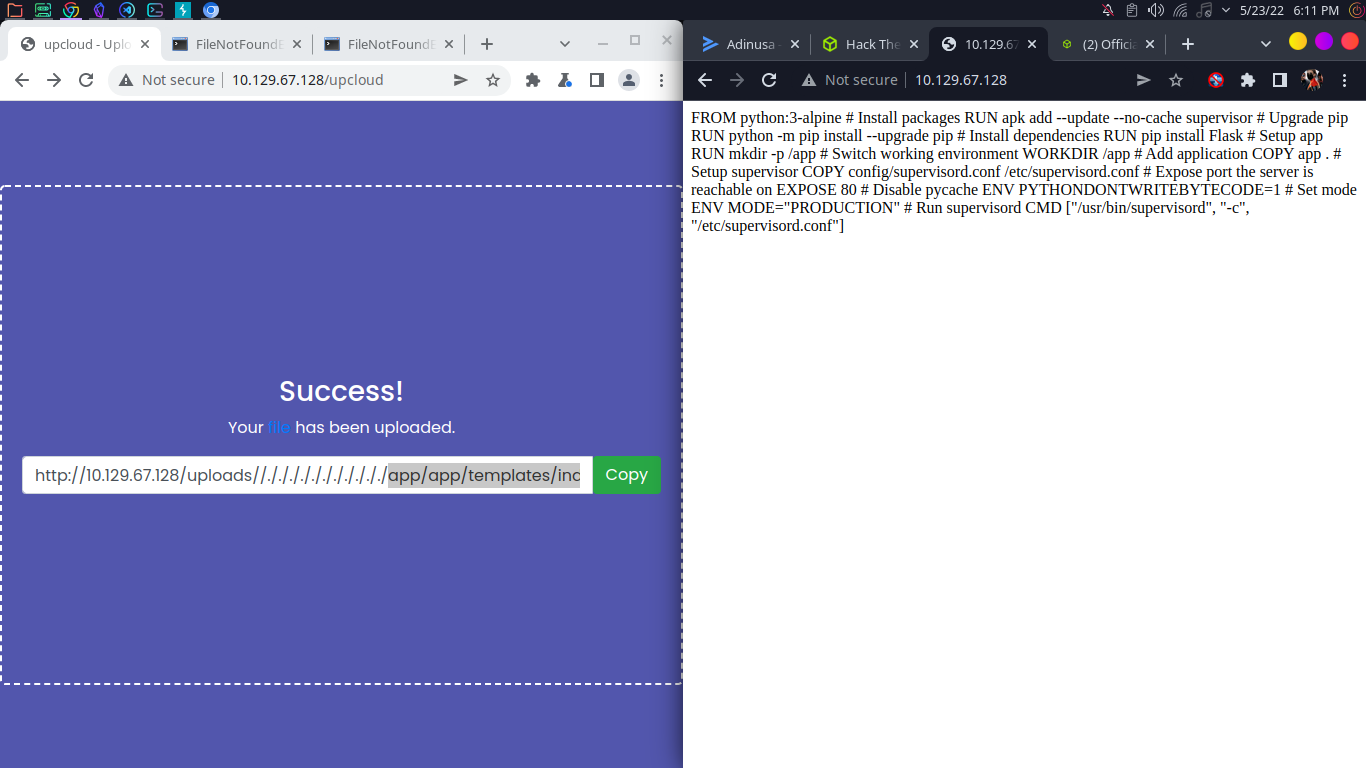 5/23/22 6:11 PM
upcloud - Uplo
FileNotFoundE
FileNotFoundE
Not secure 10.129.67.128/upcloud
Success!
Your file has been uploaded.
http://10.129.67.128/uploads//././././././././././././app/app/templates/inc
Copy
Adinusa -
Hack The
10.129.67
(2) Officia
Not secure 10.129.67.128
FROM python:3-alpine # Install packages RUN apk add --update --no-cache supervisor # Upgrade pip
RUN python -m pip install --upgrade pip # Install dependencies RUN pip install Flask # Setup app
RUN mkdir -p /app # Switch working environment WORKDIR /app # Add application COPY app . #
Setup supervisor COPY config/supervisord.conf /etc/supervisord.conf # Expose port the server is
reachable on EXPOSE 80 # Disable pycache ENV PYTHONDONTWRITEBYTECODE=1 # Set mode
ENV MODE="PRODUCTION" # Run supervisord CMD ["/usr/bin/supervisord", "-c",
"/etc/supervisord.conf"]